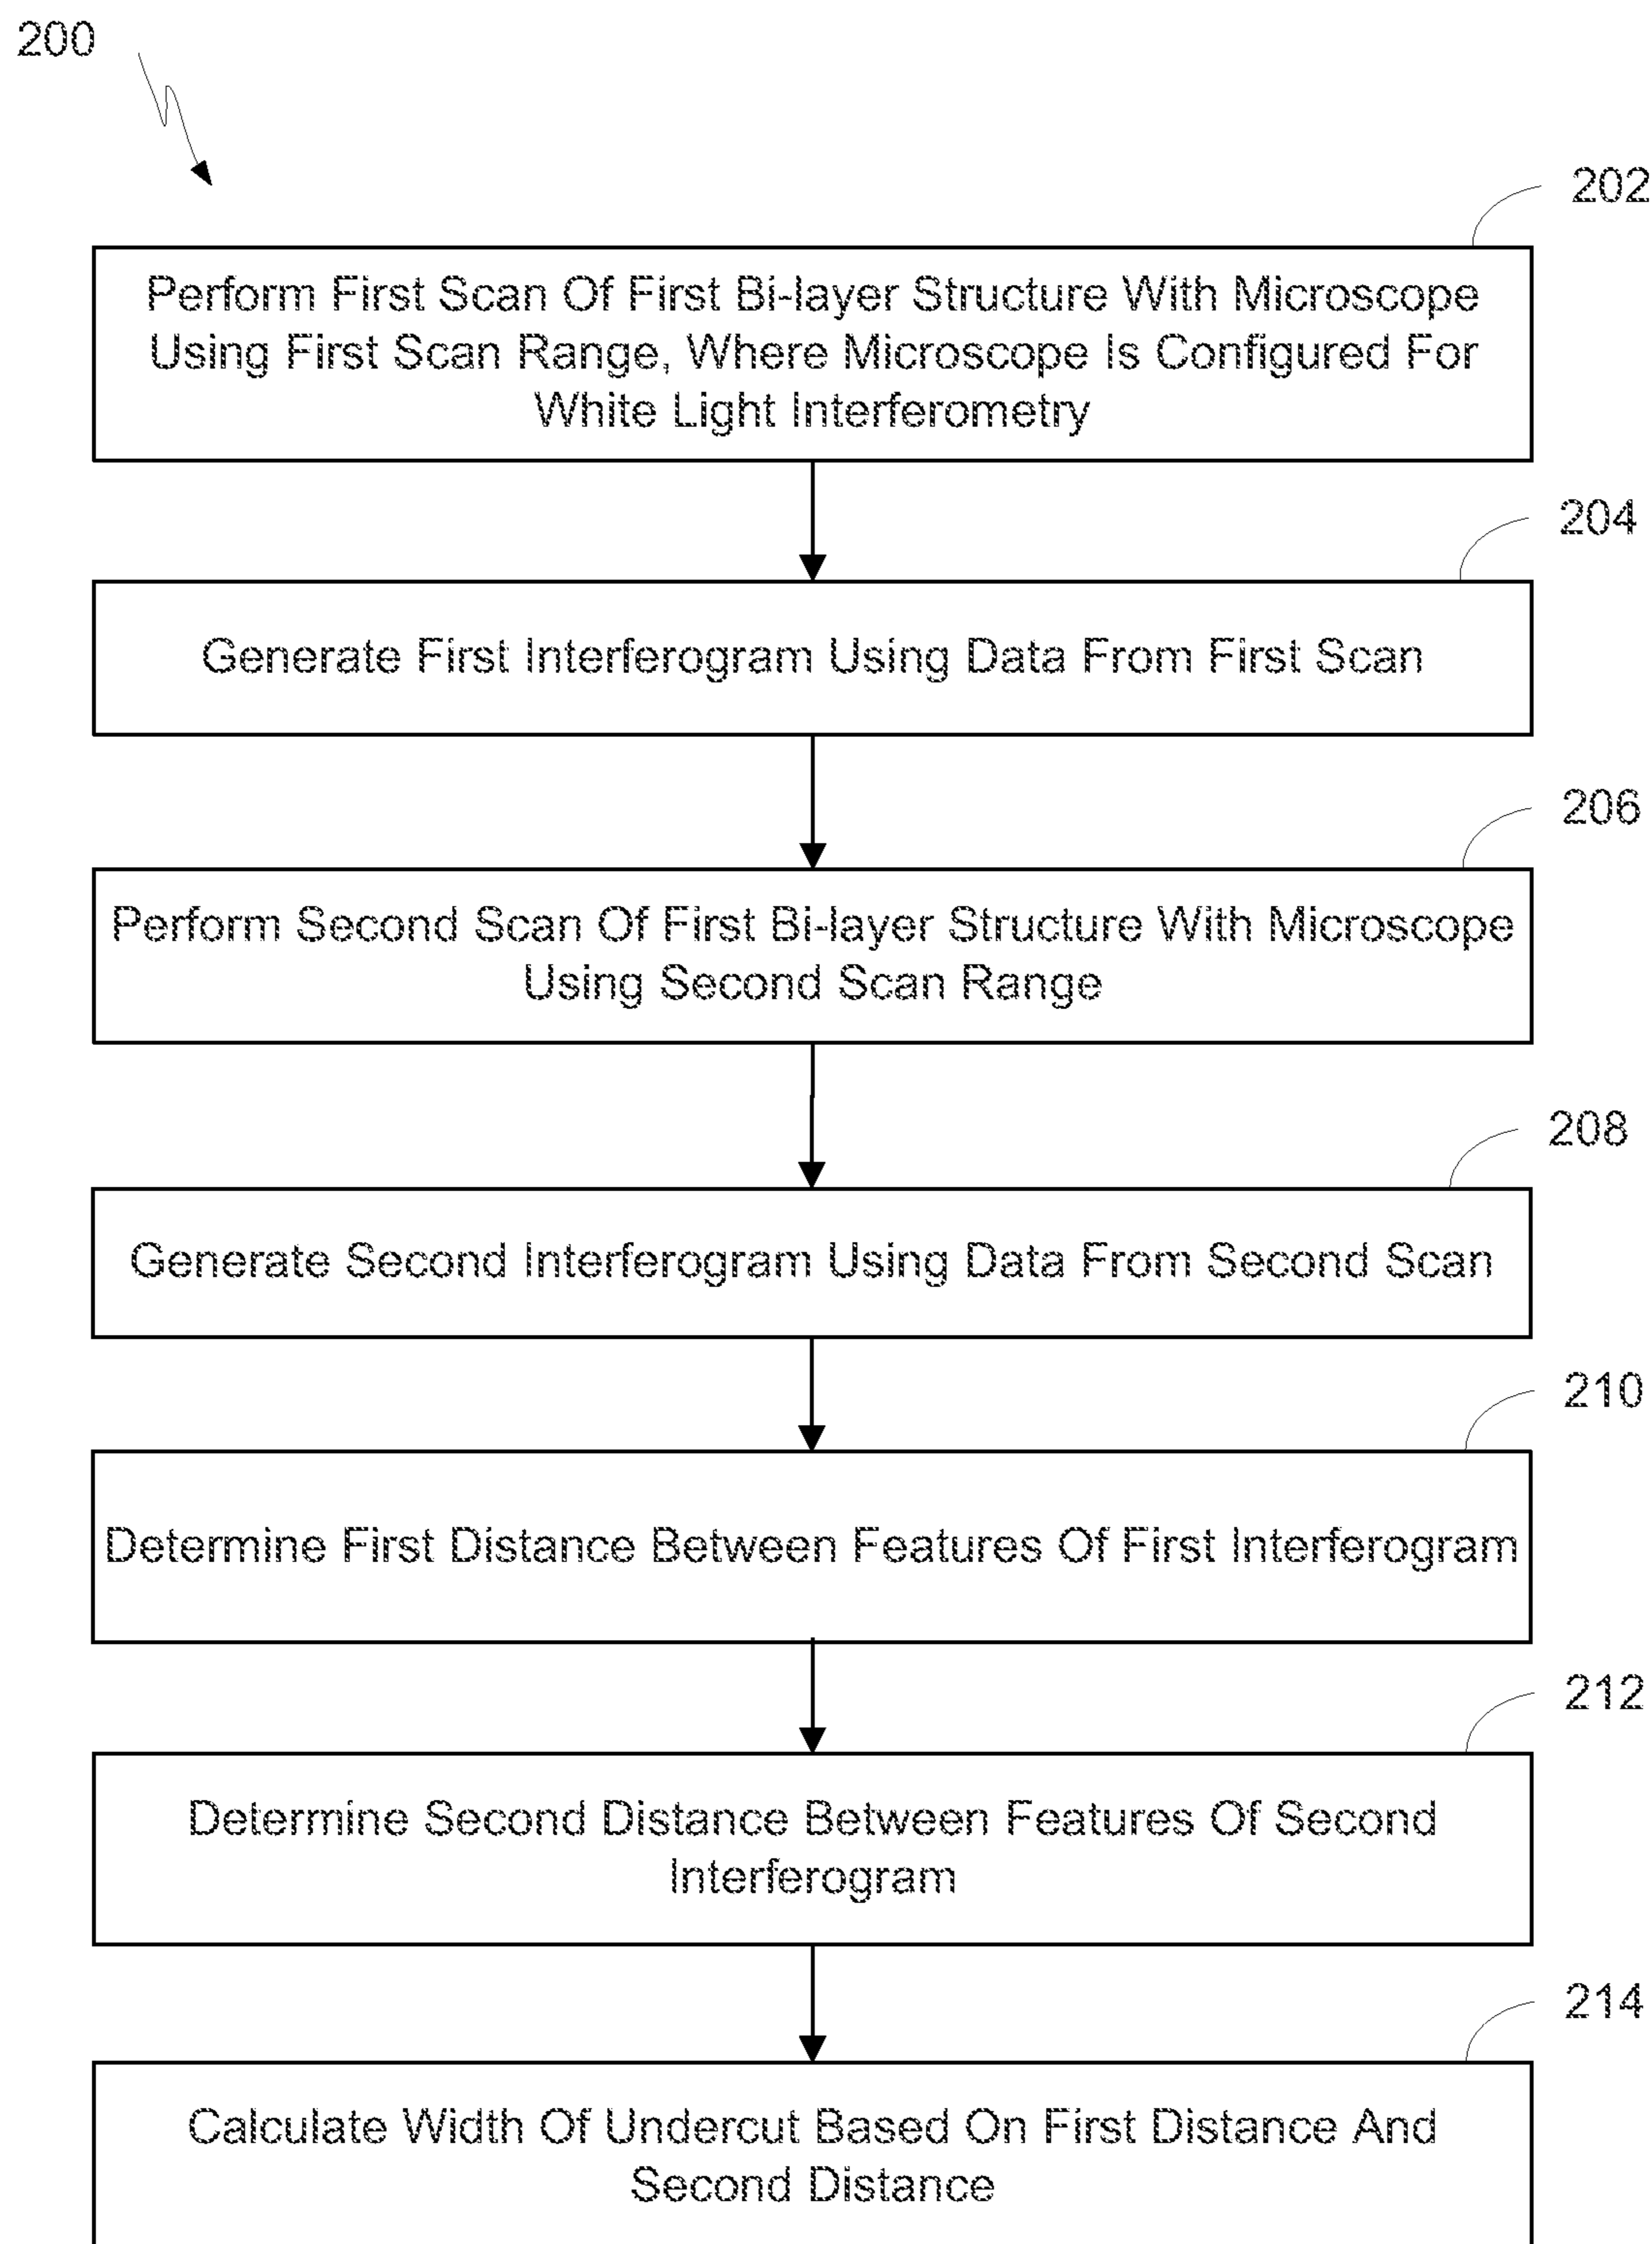 200
202
Perform First Scan Of First Bi-layer Structure With Microscope
Using First Scan Range, Where Microscope Is Configured For
White Light Interferometry
204
Generate First Interferogram Using Data From First Scan
206
Perform Second Scan Of First Bi-layer Structure With Microscope
Using Second Scan Range
208
Generate Second Interferogram Using Data From Second Scan
210
Determine First Distance Between Features Of First Interferogram
212
Determine Second Distance Between Features Of Second
Interferogram
214
Calculate Width Of Undercut Based On First Distance And
Second Distance